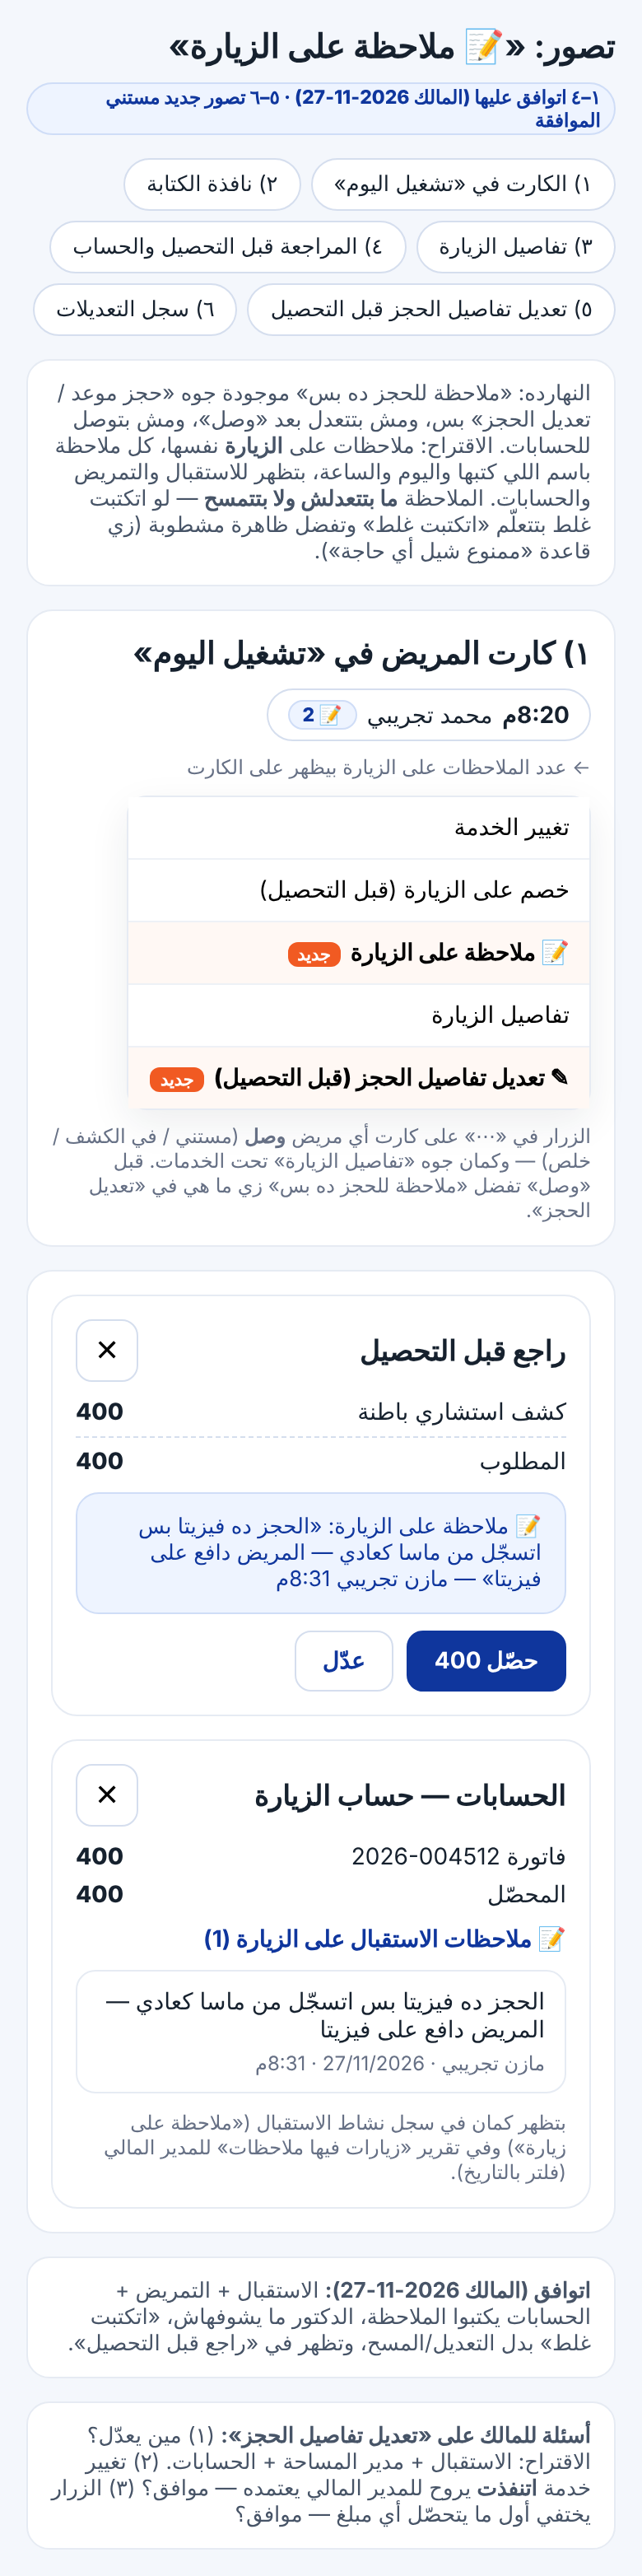 تصور: «📝 ملاحظة على الزيارة»
١–٤ اتوافق عليها (المالك 2026-11-27) · ٥–٦ تصور جديد مستني
الموافقة
١) الكارت في «تشغيل اليوم»
٢) نافذة الكتابة
٣) تفاصيل الزيارة
٤) المراجعة قبل التحصيل والحساب
٥) تعديل تفاصيل الحجز قبل التحصيل
٦) سجل التعديلات
النهارده: «ملاحظة للحجز ده بس» موجودة جوه «حجز موعد /
تعديل الحجز» بس، ومش بتتعدل بعد «وصل»، ومش بتوصل
للحسابات. الاقتراح: ملاحظات على الزيارة نفسها، كل ملاحظة
باسم اللي كتبها واليوم والساعة، بتظهر للاستقبال والتمريض
والحسابات. الملاحظة ما بتتعدلش ولا بتتمسح — لو اتكتبت
غلط بتتعلّم «اتكتبت غلط» وتفضل ظاهرة مشطوبة (زي
قاعدة «ممنوع شيل أي حاجة»).
١) كارت المريض في «تشغيل اليوم»
8:20م محمد تجريبي 📝 2
← عدد الملاحظات على الزيارة بيظهر على الكارت
تغيير الخدمة
خصم على الزيارة (قبل التحصيل)
📝 ملاحظة على الزيارة جديد
تفاصيل الزيارة
✎ تعديل تفاصيل الحجز (قبل التحصيل) جديد
الزرار في «⋯» على كارت أي مريض وصل (مستني / في الكشف /
خلص) — وكمان جوه «تفاصيل الزيارة» تحت الخدمات. قبل
«وصل» تفضل «ملاحظة للحجز ده بس» زي ما هي في «تعديل
الحجز».
راجع قبل التحصيل ✕
كشف استشاري باطنة 400
المطلوب 400
📝 ملاحظة على الزيارة: «الحجز ده فيزيتا بس
اتسجّل من ماسا كعادي — المريض دافع على
فيزيتا» — مازن تجريبي 8:31م
حصّل 400
عدّل
الحسابات — حساب الزيارة ✕
فاتورة 2026-004512 400
المحصّل 400
📝 ملاحظات الاستقبال على الزيارة (1)
الحجز ده فيزيتا بس اتسجّل من ماسا كعادي —
المريض دافع على فيزيتا
مازن تجريبي · 27/11/2026 · 8:31م
بتظهر كمان في سجل نشاط الاستقبال («ملاحظة على
زيارة») وفي تقرير «زيارات فيها ملاحظات» للمدير المالي
(فلتر بالتاريخ).
اتوافق (المالك 2026-11-27): الاستقبال + التمريض +
الحسابات يكتبوا الملاحظة، الدكتور ما يشوفهاش، «اتكتبت
غلط» بدل التعديل/المسح، وتظهر في «راجع قبل التحصيل».
أسئلة للمالك على «تعديل تفاصيل الحجز»: (١) مين يعدّل؟
الاقتراح: الاستقبال + مدير المساحة + الحسابات. (٢) تغيير
خدمة اتنفذت يروح للمدير المالي يعتمده — موافق؟ (٣) الزرار
يختفي أول ما يتحصّل أي مبلغ — موافق؟